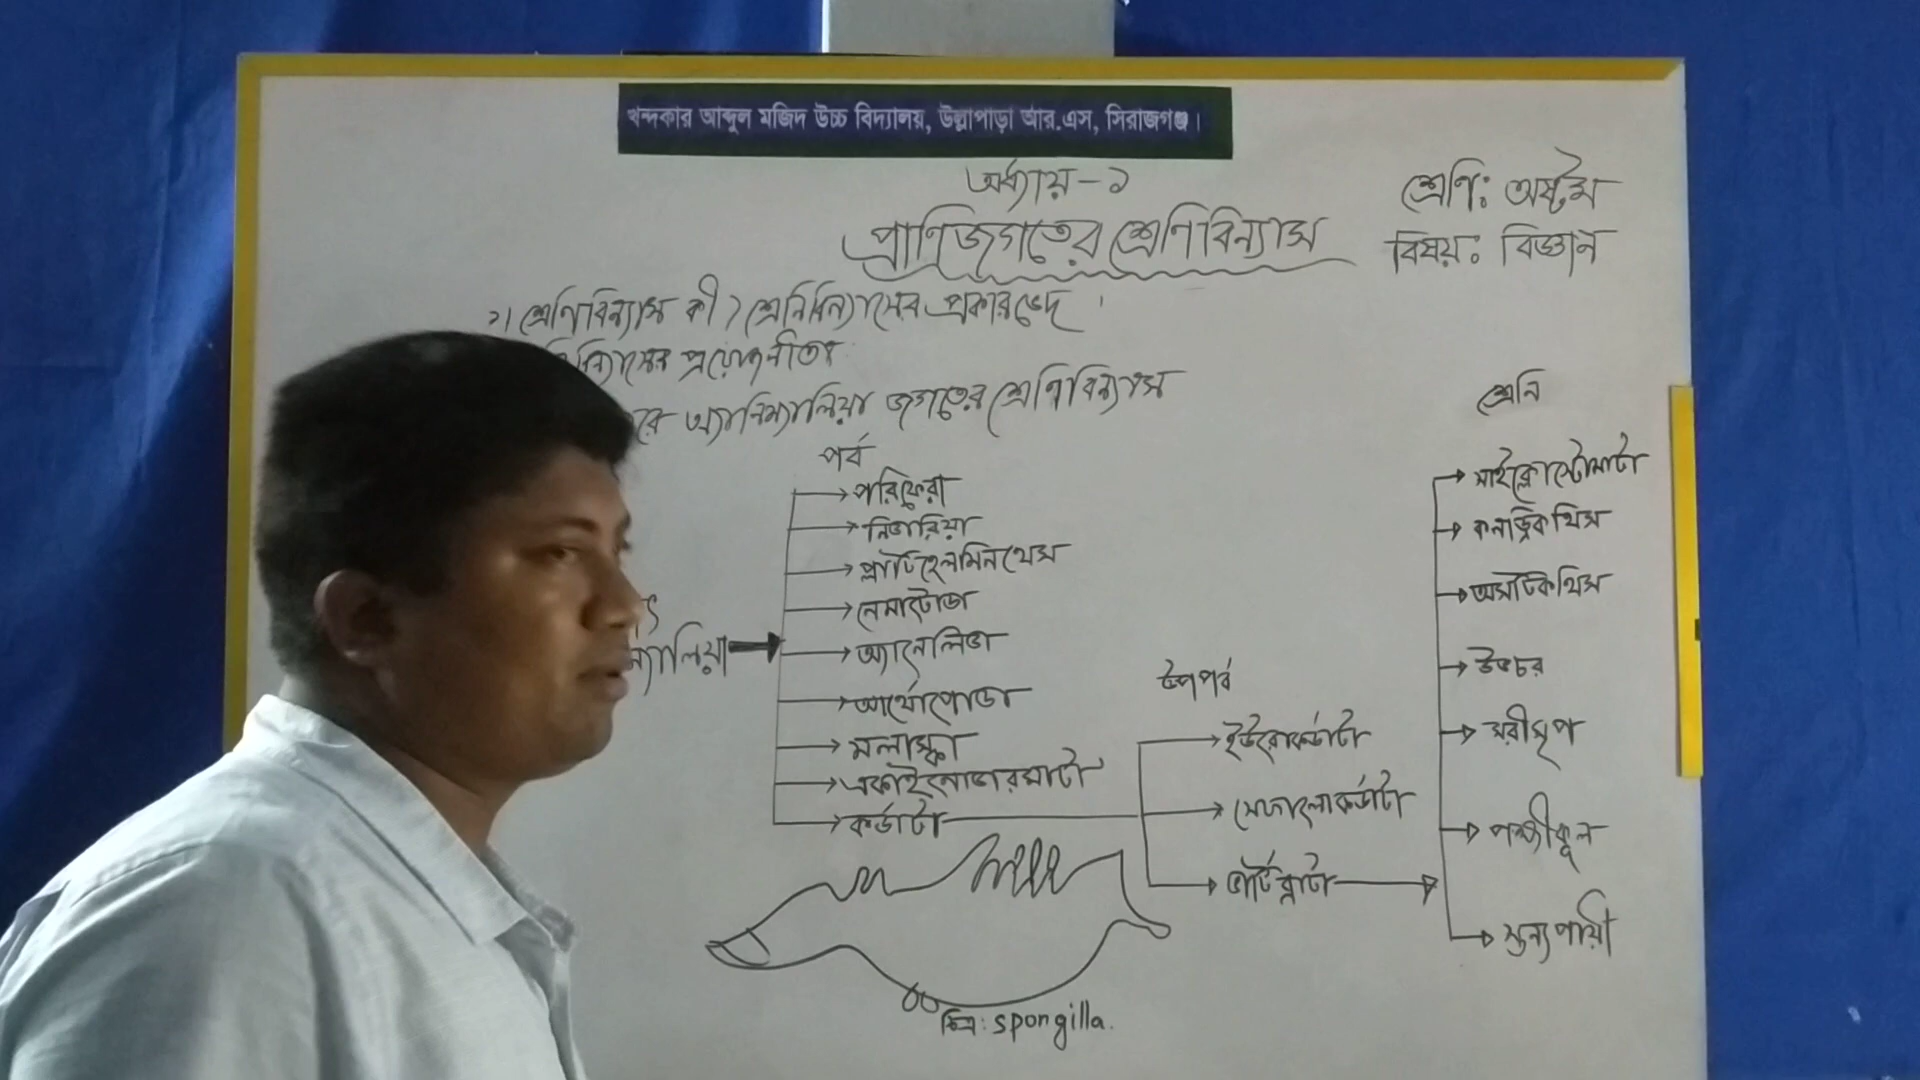 খন্দকার আব্দুল মজিদ উচ্চ বিদ্যালয়, উল্লাপাড়া আর.এস, সিরাজগঞ্জ।
অধ্যায়-১
প্রাণিজগতের শ্রেণিবিন্যাস
শ্রেণিঃ অষ্টম
বিষয়ঃ বিজ্ঞান
১। শ্রেণিবিন্যাস কী? শ্রেনিবিন্যাসের প্রকারভেদ
প্রয়োজনীতা
অ্যানিম্যালিয়া জগতের শ্রেণিবিন্যাস
পর্ব
পরিফেরা
নিডারিয়া
প্লাটিহেলমিনথেস
নেমাটোডা
অ্যানেলিডা
আর্থোপোডা
মলাস্কা
একাইনোডারমাটা
কর্ডাটা
উপপর্ব
ইউরোকর্ডাটা
সেফালোকর্ডাটা
ভার্টিব্রাটা
শ্রেনি
সাইক্লোস্টোমাটা
কনড্রিকথিস
অসটিকথিস
উভচর
সরীসৃপ
পক্ষীকূল
স্তন্যপায়ী
চিত্র: spongilla.